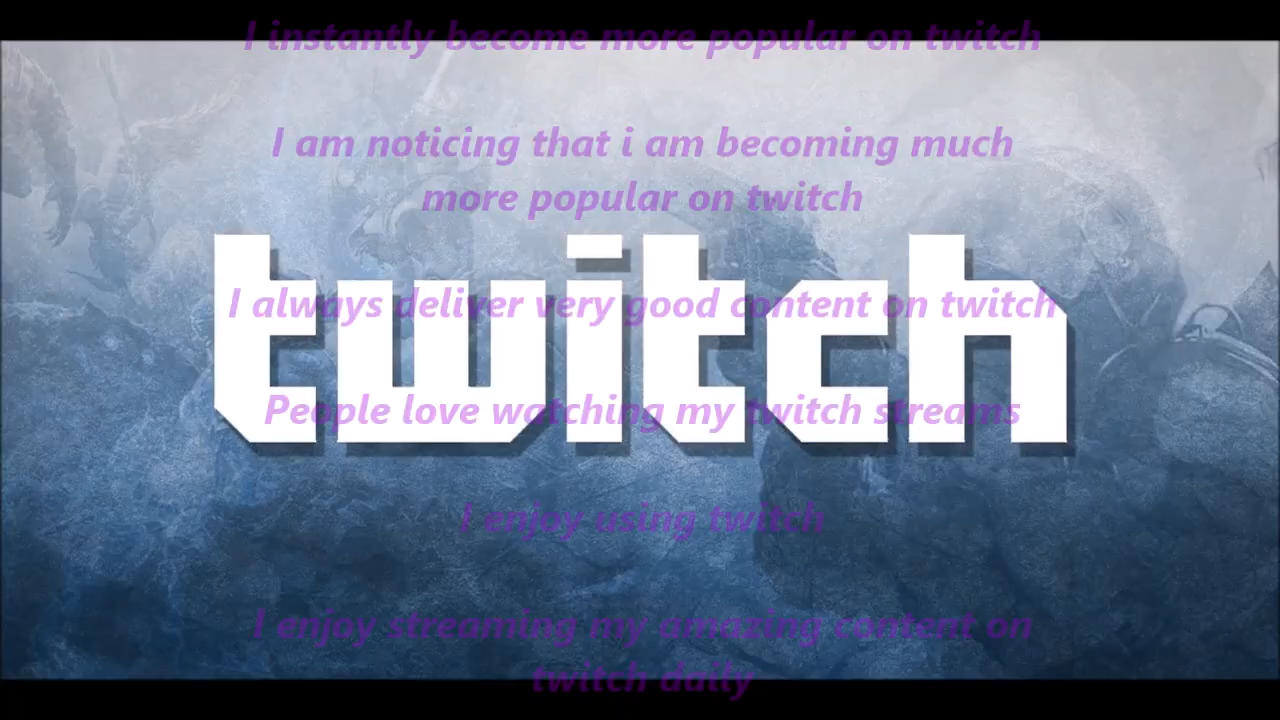 I instantly become more popular on twitch
I am noticing that i am becoming much
more popular on twitch
twitch
I always deliver very good content on twitch
People love watching my twitch streams
I enjoy using twitch
I enjoy streaming my amazing content on
twitch daily